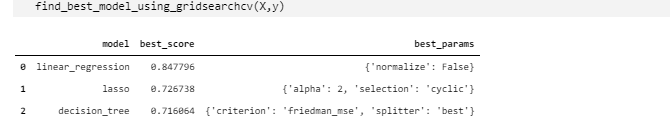 find_best_model_using_gridsearchcv(X,y)
model best_score best_params
0 linear_regression 0.847796 {'normalize': False}
1 lasso 0.726738 {'alpha': 2, 'selection': 'cyclic'}
2 decision_tree 0.716064 {'criterion': 'friedman_mse', 'splitter': 'best'}